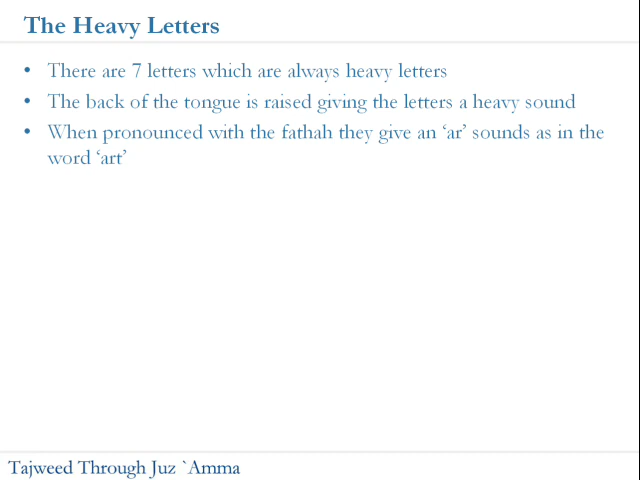 The Heavy Letters
• There are 7 letters which are always heavy letters
• The back of the tongue is raised giving the letters a heavy sound
• When pronounced with the fathah they give an ‘ar’ sounds as in the
word ‘art’
Tajweed Through Juz `Amma